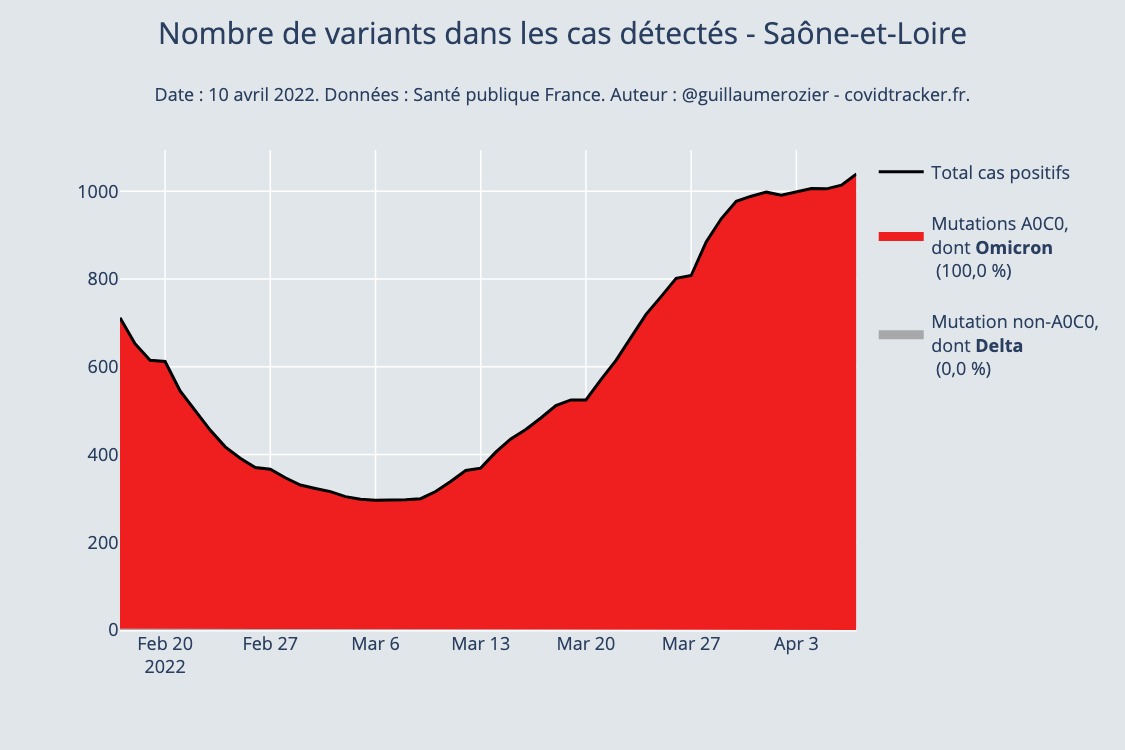 Nombre de variants dans les cas détectés - Saône-et-Loire
Date : 10 avril 2022. Données : Santé publique France. Auteur : @guillaumerozier - covidtracker.fr.
Total cas positifs
Mutations A0C0,
dont Omicron
(100,0 %)
Mutation non-A0C0,
dont Delta
(0,0 %)
1000
800
600
400
200
0
Feb 20
2022
Feb 27
Mar 6
Mar 13
Mar 20
Mar 27
Apr 3